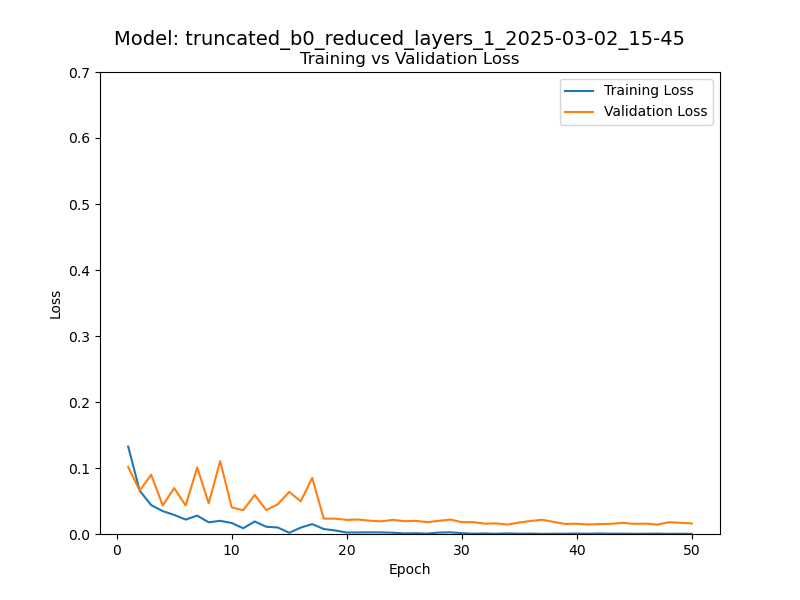 Model: truncated_b0_reduced_layers_1_2025-03-02_15-45
Training vs Validation Loss
0.7
0.6
0.5
0.4
0.3
0.2
0.1
0.0
Loss
Training Loss
Validation Loss
0 10 20 30 40 50
Epoch